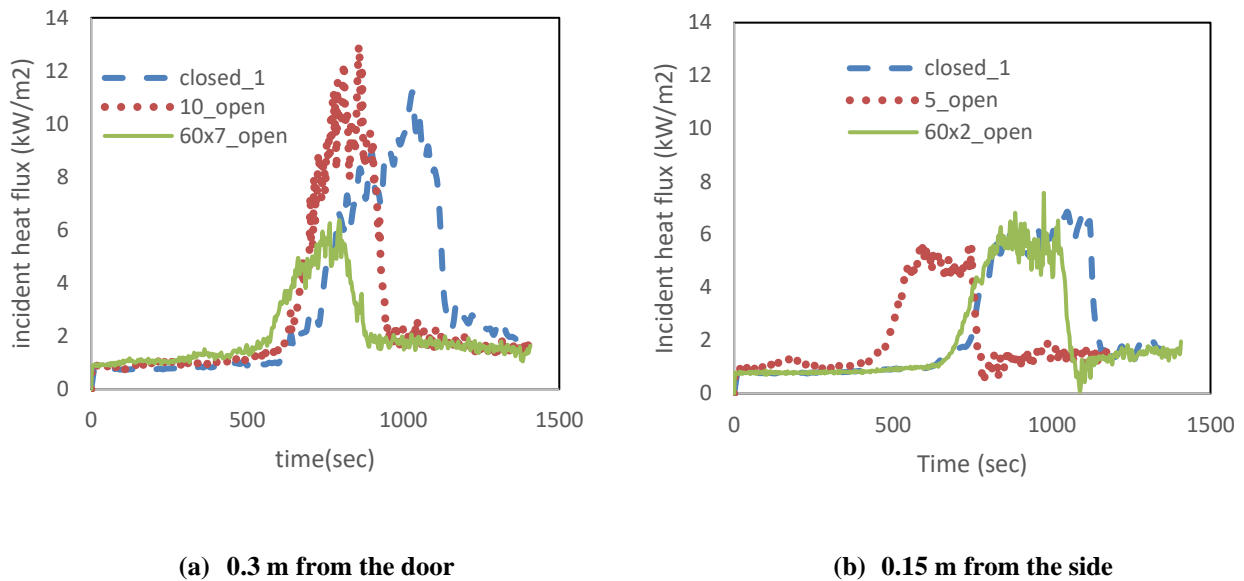 14
12
10
8
6
4
2
0
incident heat flux (kW/m2)
closed_1
10_open
60x7_open
0 500 1000 1500
time(sec)
(a) 0.3 m from the door
14
12
10
8
6
4
2
0
Incident heat flux (kW/m2)
closed_1
5_open
60x2_open
0 500 1000 1500
Time (sec)
(b) 0.15 m from the side